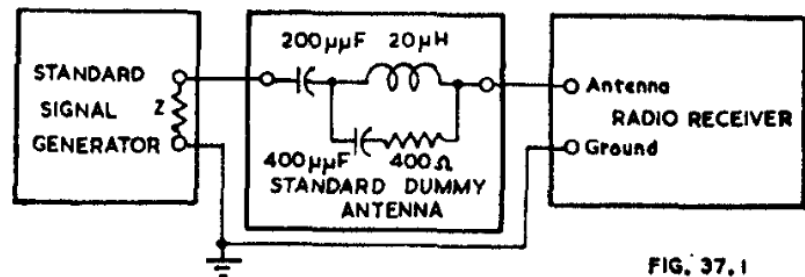 STANDARD
SIGNAL
GENERATOR
Z
200µµF
20µH
400µµF
400Ω
STANDARD DUMMY
ANTENNA
Antenna
RADIO RECEIVER
Ground
FIG. 37.1